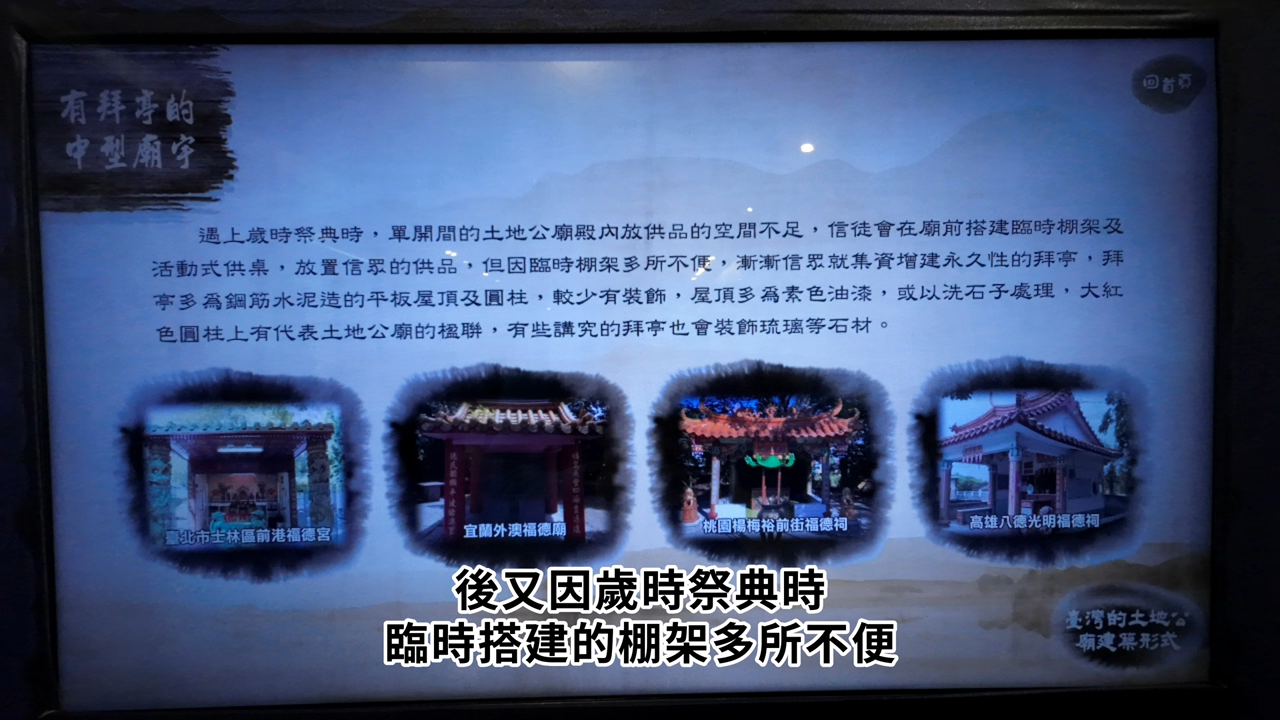 有拜亭的
中型廟宇
回首頁
遇上歲時祭典時，單開間的土地公廟殿內放供品的空間不足，信徒會在廟前搭建臨時棚架及
活動式供桌，放置信眾的供品，但因臨時棚架多所不便，漸漸信眾就集資增建永久性的拜亭，拜
亭多為鋼筋水泥造的平板屋頂及圓柱，較少有裝飾，屋頂多為素色油漆，或以洗石子處理，大紅
色圓柱上有代表土地公廟的楹聯，有些講究的拜亭也會裝飾琉璃等石材。
臺北市士林區前港福德宮
宜蘭外澳福德廟
桃園楊梅裕前街福德祠
高雄八德光明福德祠
臺灣的土地公
廟建築形式
後又因歲時祭典時
臨時搭建的棚架多所不便